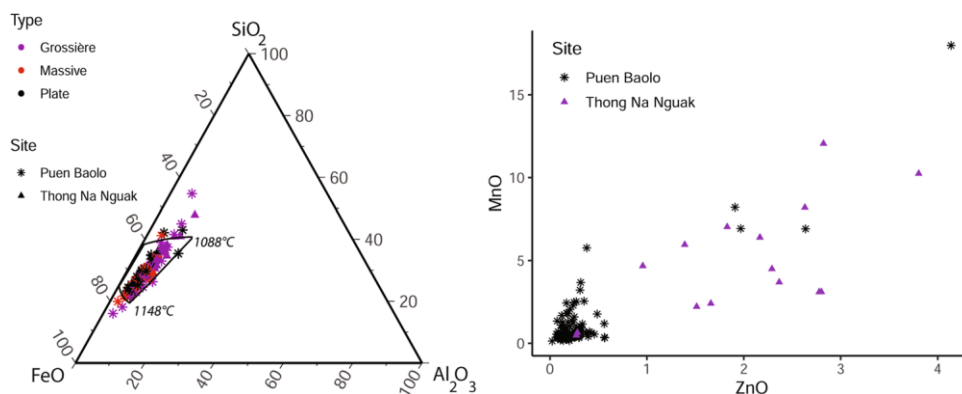 Type
Grossière
Massive
Plate
Site
Puen Baolo
Thong Na Nguak
SiO2
100
20
80
40
60
60
40
1088°C
80
20
1148°C
100
FeO
20
40
60
80
100
Al2O3
Site
Puen Baolo
Thong Na Nguak
MnO
15
10
5
0
0
1
2
3
4
ZnO